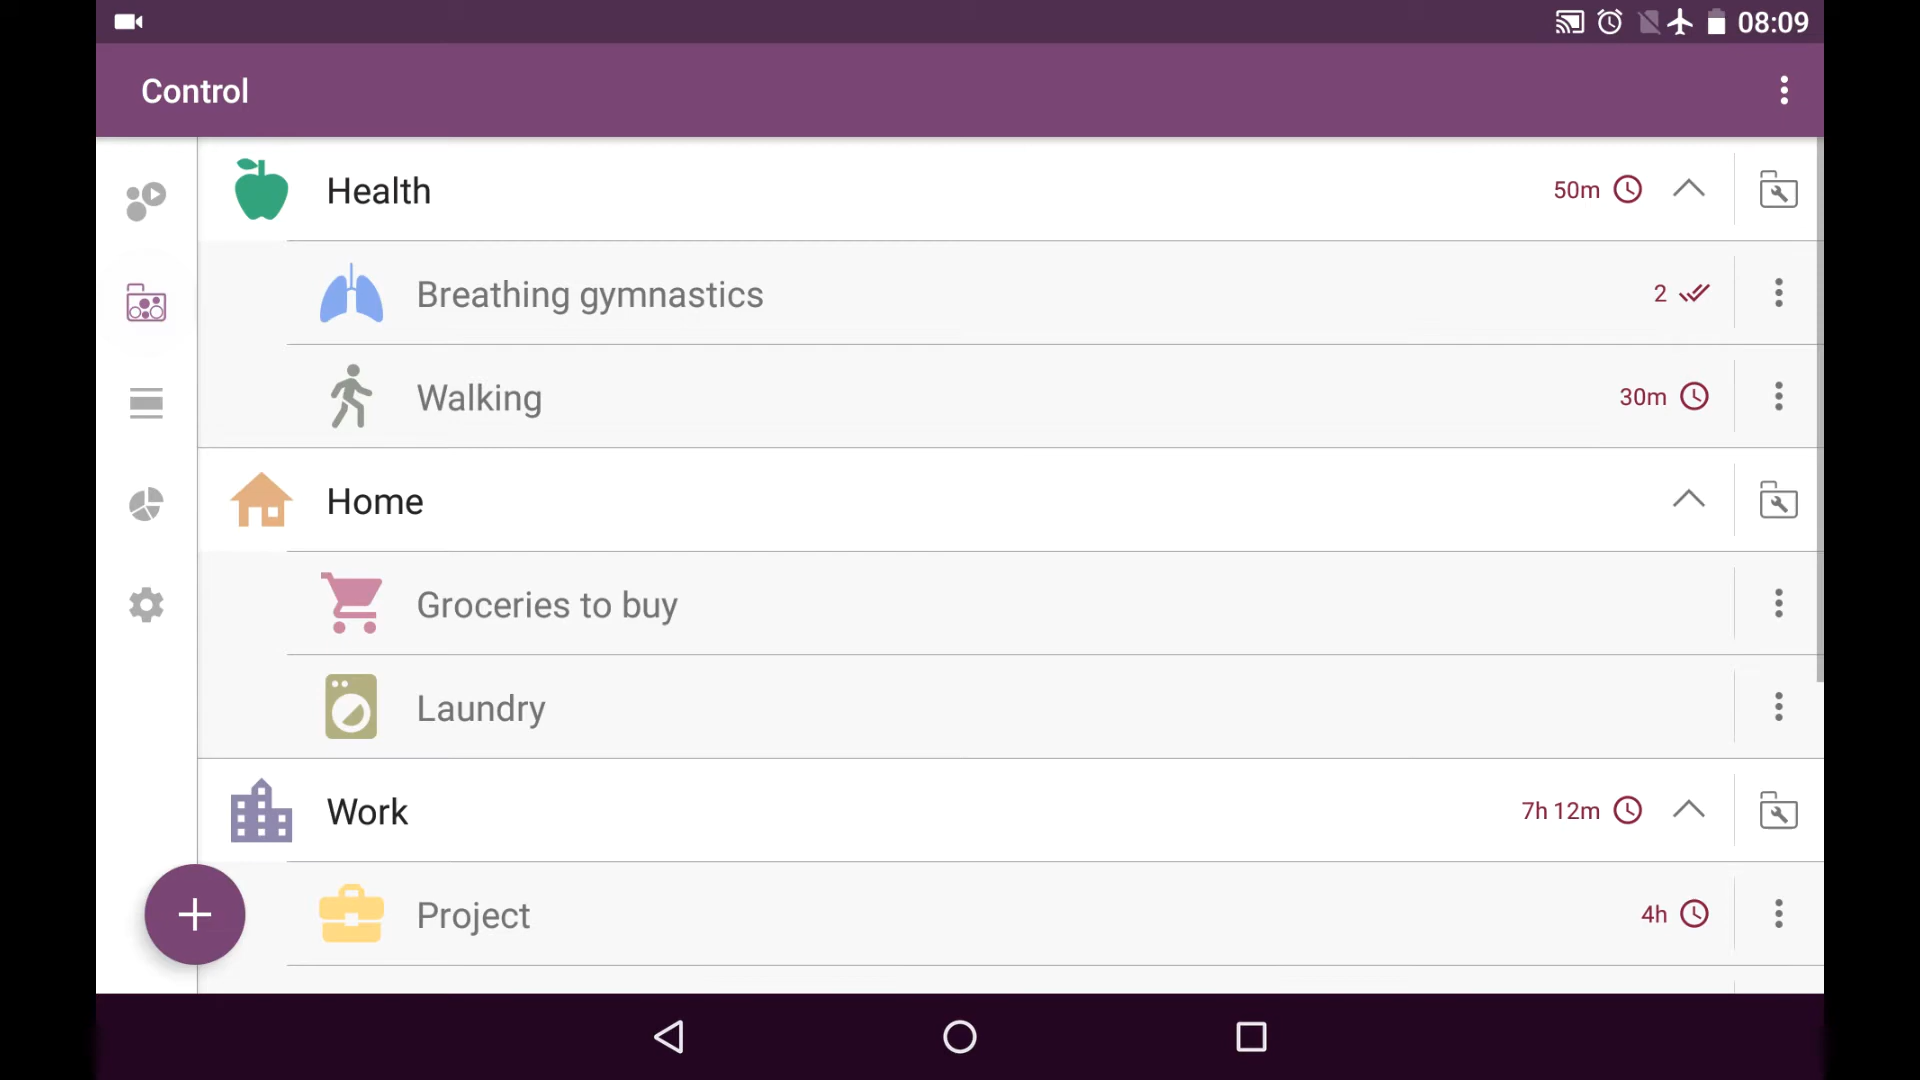 08:09
Control
Health 50m
Breathing gymnastics 2
Walking 30m
Home
Groceries to buy
Laundry
Work 7h 12m
Project 4h